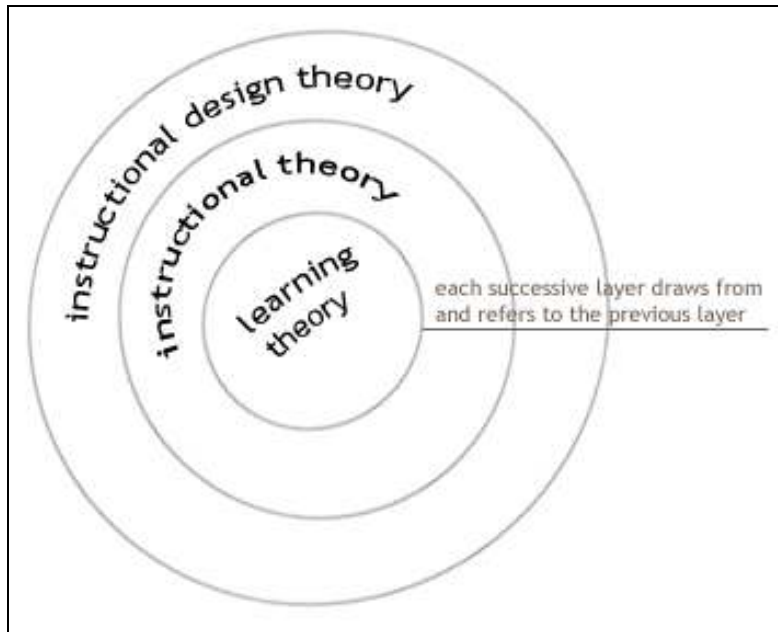 instructional design theory
instructional theory
learning
theory
each successive layer draws from
and refers to the previous layer